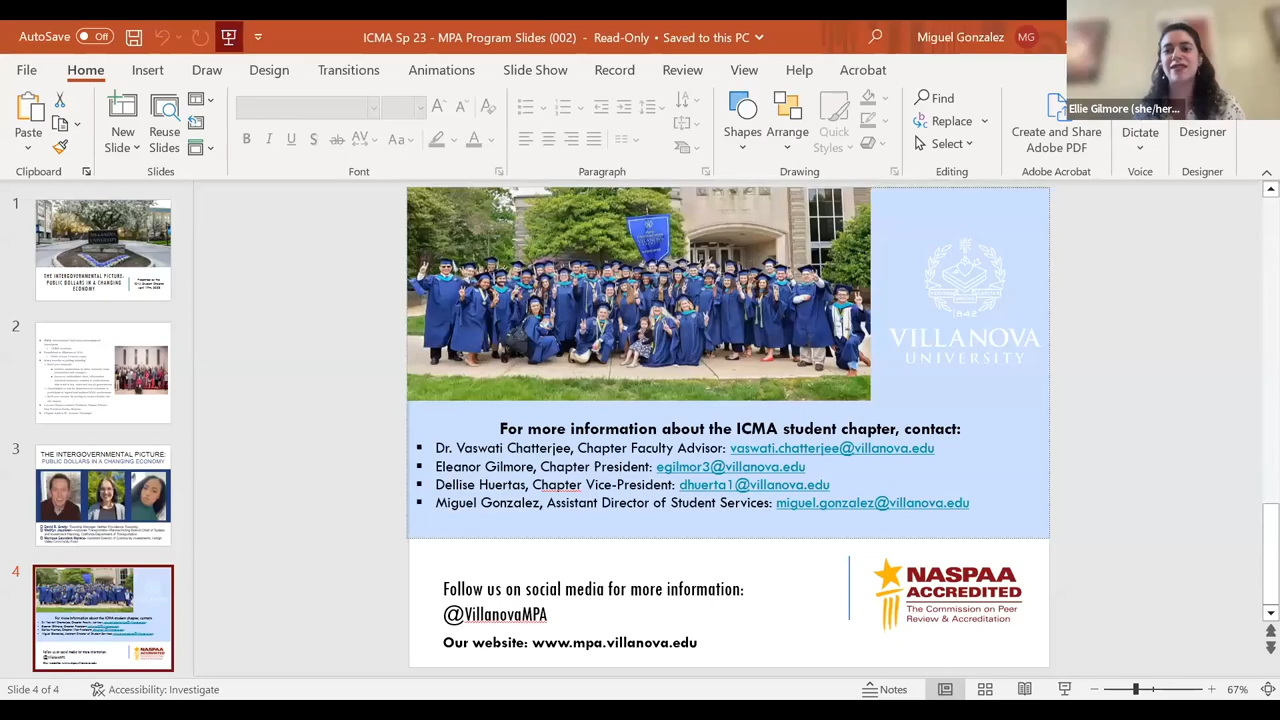 AutoSave Off
ICMA Sp 23 - MPA Program Slides (002) - Read-Only • Saved to this PC
Miguel Gonzalez MG
Ellie Gilmore (she/her...
File Home Insert Draw Design Transitions Animations Slide Show Record Review View Help Acrobat
Paste
New Slide
Reuse Slides
B I U S ab AV Aa
A A A
Shapes Arrange Quick Styles
Find
Replace
Select
Create and Share Adobe PDF
Dictate
Designer
Clipboard Slides Font Paragraph Drawing Editing Adobe Acrobat Voice Designer
1
THE INTERGOVERNMENTAL PICTURE:
PUBLIC DOLLARS IN A CHANGING
ECONOMY
2
3
THE INTERGOVERNMENTAL PICTURE:
PUBLIC DOLLARS IN A CHANGING ECONOMY
4
VILLANOVA
UNIVERSITY
For more information about the ICMA student chapter, contact:
▪ Dr. Vaswati Chatterjee, Chapter Faculty Advisor: vaswati.chatterjee@villanova.edu
▪ Eleanor Gilmore, Chapter President: egilmor3@villanova.edu
▪ Dellise Huertas, Chapter Vice-President: dhuerta1@villanova.edu
▪ Miguel Gonzalez, Assistant Director of Student Services: miguel.gonzalez@villanova.edu
Follow us on social media for more information:
@VillanovaMPA
Our website: www.mpa.villanova.edu
NASPAA
ACCREDITED
The Commission on Peer
Review & Accreditation
Slide 4 of 4 Accessibility: Investigate
Notes
67%